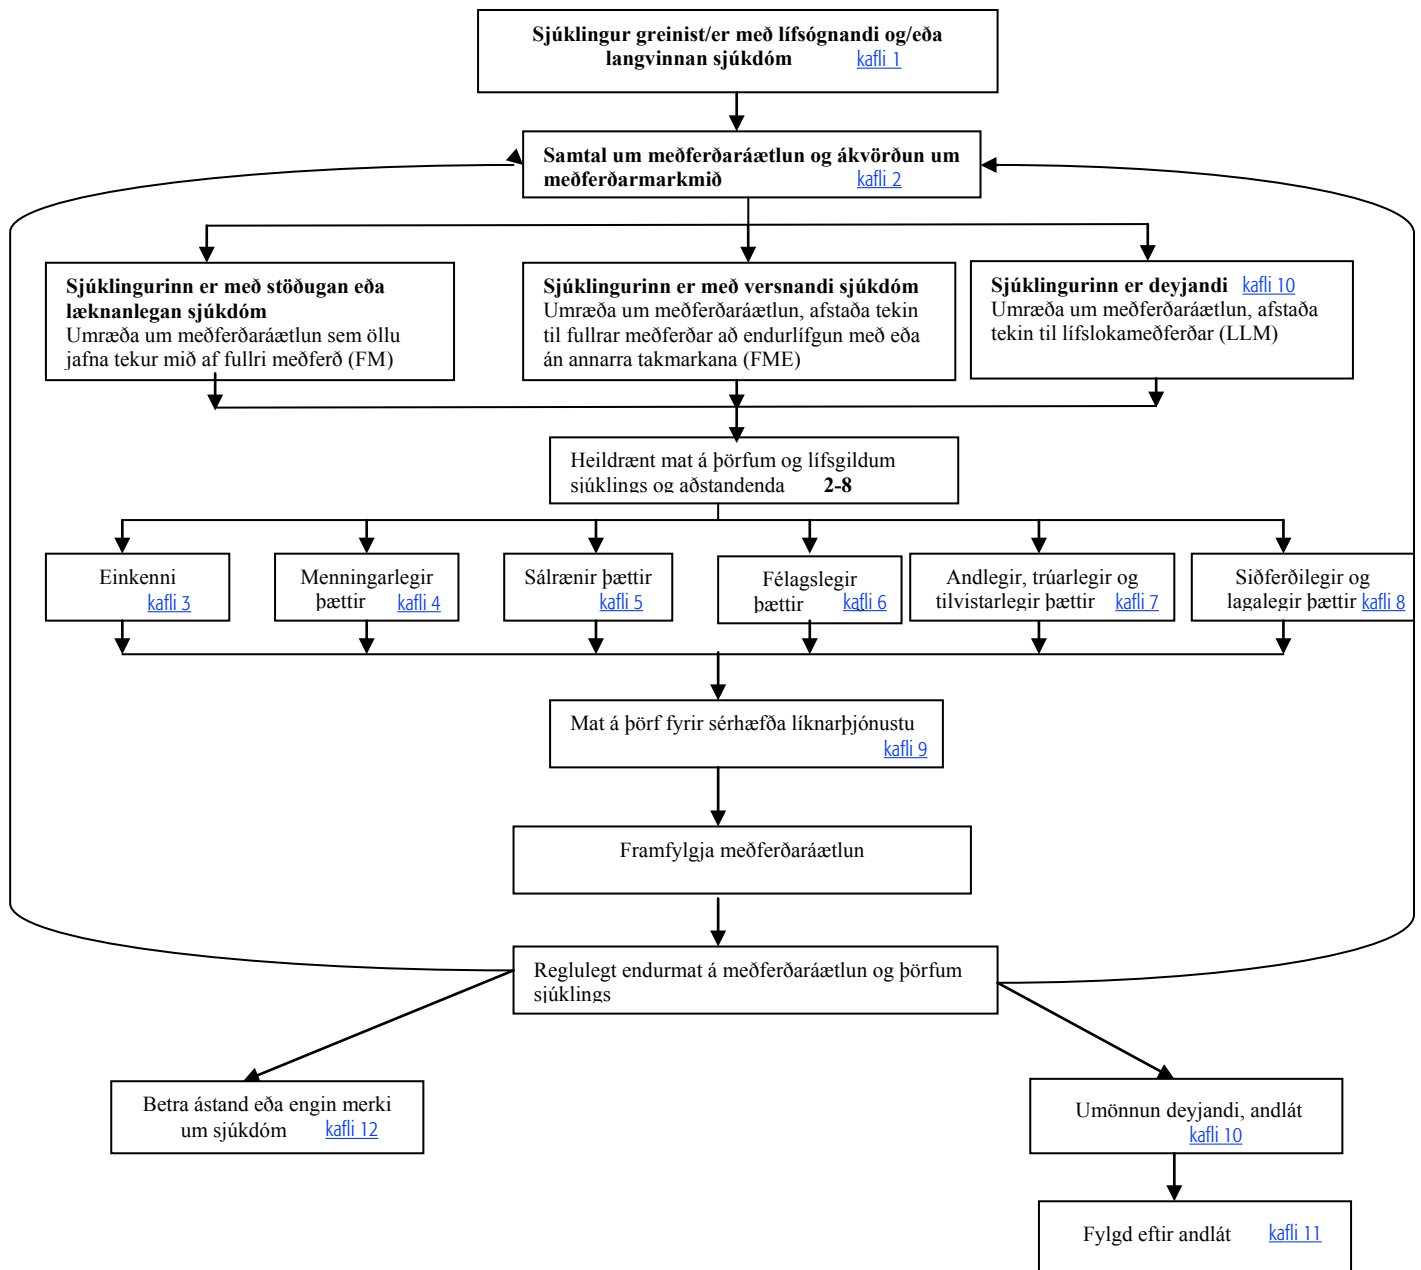 Sjúklingur greinist/er með lífsógnandi og/eða
langvinnan sjúkdóm kafli 1
Samtal um meðferðaráætlun og ákvörðun um
meðferðarmarkmið kafli 2
Sjúklingurinn er með stöðugan eða
læknanlegan sjúkdóm
Umræða um meðferðaráætlun sem öllu
jafna tekur mið af fullri meðferð (FM)
Sjúklingurinn er með versnandi sjúkdóm
Umræða um meðferðaráætlun, afstaða tekin
til fullrar meðferðar að endurlífgun með eða
án annarra takmarkana (FME)
Sjúklingurinn er deyjandi kafli 10
Umræða um meðferðaráætlun, afstaða
tekin til lífslokameðferðar (LLM)
Heildrænt mat á þörfum og lífsgildum
sjúklings og aðstandenda 2-8
Einkenni
kafli 3
Menningarlegir
þættir kafli 4
Sálrænir þættir
kafli 5
Félagslegir
þættir kafli 6
Andlegir, trúarlegir og
tilvistarlegir þættir kafli 7
Siðferðilegir og
lagalegir þættir kafli 8
Mat á þörf fyrir sérhæfða líknarþjónustu
kafli 9
Framfylgja meðferðaráætlun
Reglulegt endurmat á meðferðaráætlun og þörfum
sjúklings
Betra ástand eða engin merki
um sjúkdóm kafli 12
Umönnun deyjandi, andlát
kafli 10
Fylgd eftir andlát kafli 11